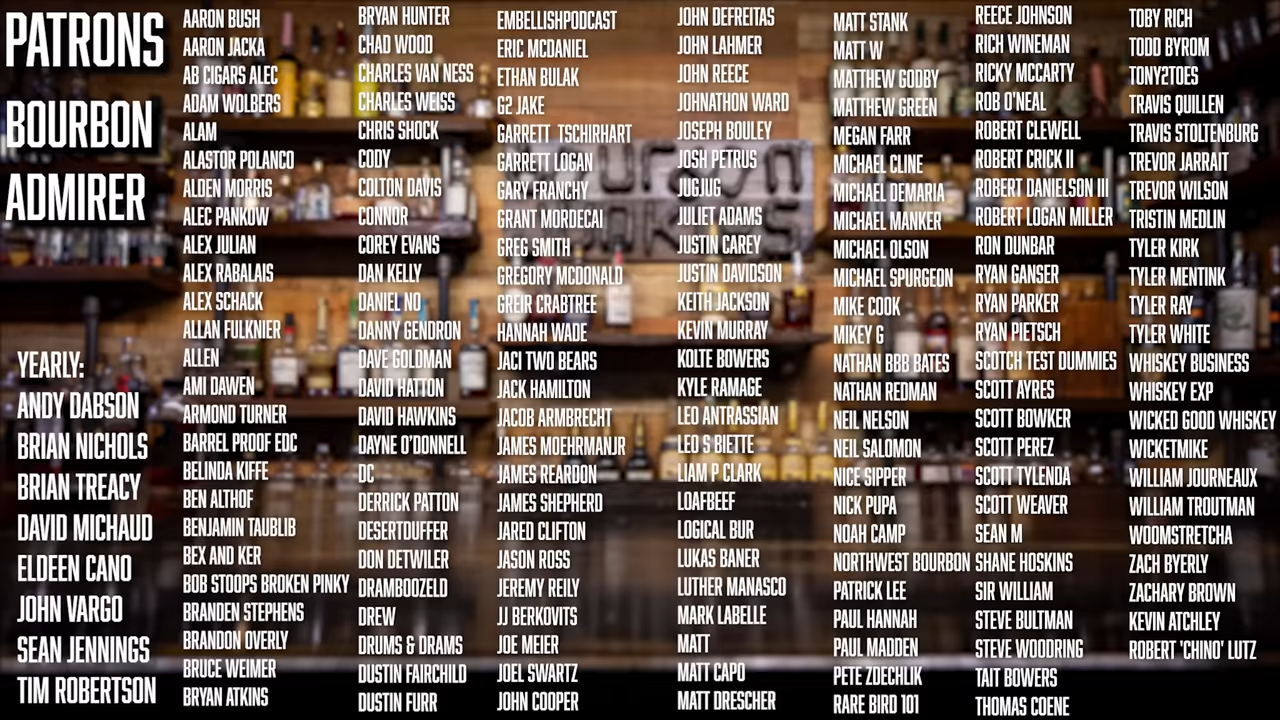 PATRONS
BOURBON
ADMIRER
YEARLY:
ANDY DABSON
BRIAN NICHOLS
BRIAN TREACY
DAVID MICHAUD
ELDEEN CANO
JOHN VARGO
SEAN JENNINGS
TIM ROBERTSON
AARON BUSH
AARON JACKA
AB CIGARS ALEC
ADAM WOLBERS
ALAM
ALASTOR POLANCO
ALDEN MORRIS
ALEC PANKOW
ALEX JULIAN
ALEX RABALAIS
ALEX SCHACK
ALLAN FULKNIER
ALLEN
AMI DAWEN
ARMOND TURNER
BARREL PROOF EDC
BELINDA KIFFE
BEN ALTHOF
BENJAMIN TAUBLIB
BEX AND KER
BOB STOOPS BROKEN PINKY
BRANDEN STEPHENS
BRANDON OVERLY
BRUCE WEIMER
BRYAN ATKINS
BRYAN HUNTER
CHAD WOOD
CHARLES VAN NESS
CHARLES WEISS
CHRIS SHOCK
CODY
COLTON DAVIS
CONNOR
COREY EVANS
DAN KELLY
DANIEL NO
DANNY GENDRON
DAVE GOLDMAN
DAVID HATTON
DAVID HAWKINS
DAYNE O'DONNELL
DC
DERRICK PATTON
DESERTDUFFER
DON DETWILER
DRAMBOOZELD
DREW
DRUMS & DRAMS
DUSTIN FAIRCHILD
DUSTIN FURR
EMBELLISHPODCAST
ERIC MCDANIEL
ETHAN BULAK
G2 JAKE
GARRETT TSCHIRHART
GARRETT LOGAN
GARY FRANCHY
GRANT MORDECAI
GREG SMITH
GREGORY MCDONALD
GREIR CRABTREE
HANNAH WADE
JACI TWO BEARS
JACK HAMILTON
JACOB ARMBRECHT
JAMES MOEHRMANJR
JAMES REARDON
JAMES SHEPHERD
JARED CLIFTON
JASON ROSS
JEREMY REILY
JJ BERKOVITS
JOE MEIER
JOEL SWARTZ
JOHN COOPER
JOHN DEFREITAS
JOHN LAHMER
JOHN REECE
JOHNATHON WARD
JOSEPH BOULEY
JOSH PETRUS
JUGJUG
JULIET ADAMS
JUSTIN CAREY
JUSTIN DAVIDSON
KEITH JACKSON
KEVIN MURRAY
KOLTE BOWERS
KYLE RAMAGE
LEO ANTRASSIAN
LEO S BIETTE
LIAM P CLARK
LOAFBEEF
LOGICAL BUR
LUKAS BANER
LUTHER MANASCO
MARK LABELLE
MATT
MATT CAPO
MATT DRESCHER
MATT STANK
MATT W
MATTHEW GODBY
MATTHEW GREEN
MEGAN FARR
MICHAEL CLINE
MICHAEL DEMARIA
MICHAEL MANKER
MICHAEL OLSON
MICHAEL SPURGEON
MIKE COOK
MIKEY G
NATHAN BBB BATES
NATHAN REDMAN
NEIL NELSON
NEIL SALOMON
NICE SIPPER
NICK PUPA
NOAH CAMP
NORTHWEST BOURBON
PATRICK LEE
PAUL HANNAH
PAUL MADDEN
PETE ZDECHLIK
RARE BIRD 101
REECE JOHNSON
RICH WINEMAN
RICKY MCCARTY
ROB O'NEAL
ROBERT CLEWELL
ROBERT CRICK II
ROBERT DANIELSON III
ROBERT LOGAN MILLER
RON DUNBAR
RYAN GANSER
RYAN PARKER
RYAN PIETSCH
SCOTCH TEST DUMMIES
SCOTT AYRES
SCOTT BOWKER
SCOTT PEREZ
SCOTT TYLENDA
SCOTT WEAVER
SEAN M
SHANE HOSKINS
SIR WILLIAM
STEVE BULTMAN
STEVE WOODRING
TAIT BOWERS
THOMAS COENE
TOBY RICH
TODD BYROM
TONY2TOES
TRAVIS QUILLEN
TRAVIS STOLTENBURG
TREVOR JARRAIT
TREVOR WILSON
TRISTIN MEDLIN
TYLER KIRK
TYLER MENTINK
TYLER RAY
TYLER WHITE
WHISKEY BUSINESS
WHISKEY EXP
WICKED GOOD WHISKEY
WICKETMIKE
WILLIAM JOURNEAUX
WILLIAM TROUTMAN
WOOMSTRETCHA
ZACH BYERLY
ZACHARY BROWN
KEVIN ATCHLEY
ROBERT 'CHINO' LUTZ